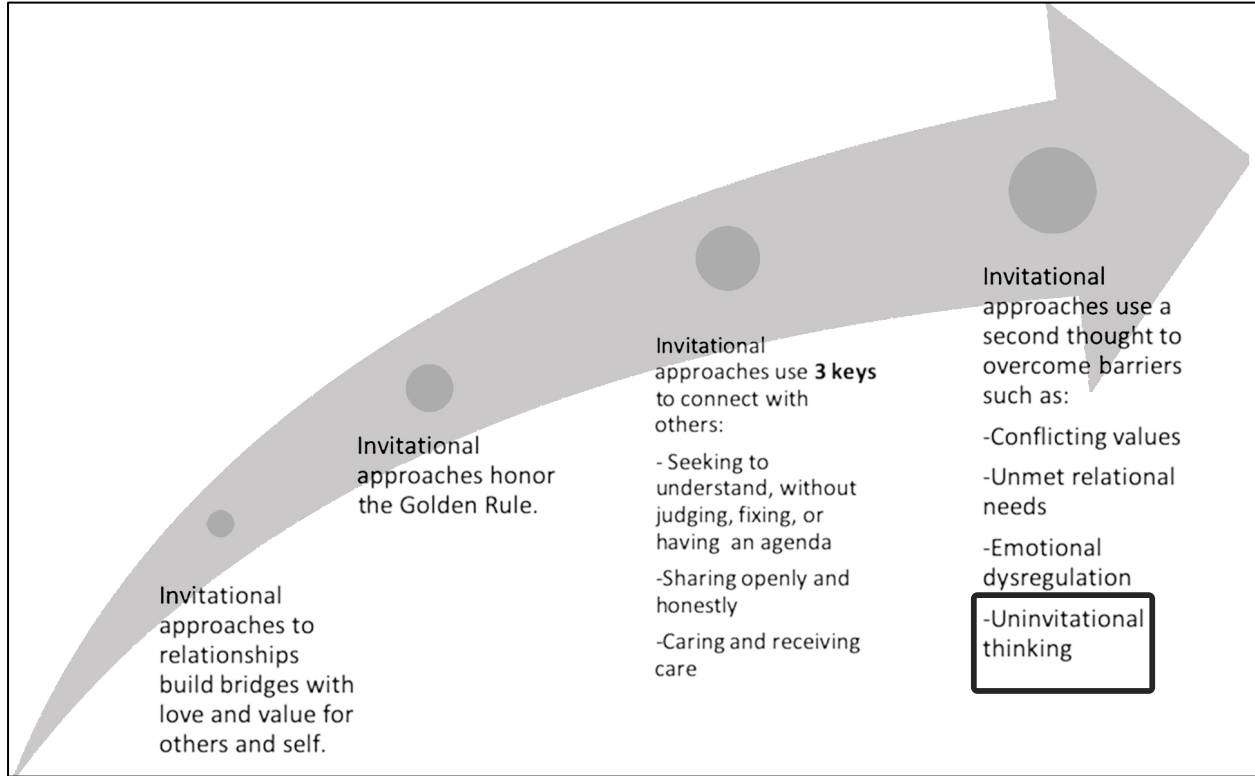 Invitational
approaches to
relationships
build bridges with
love and value for
others and self.
Invitational
approaches honor
the Golden Rule.
Invitational
approaches use 3 keys
to connect with
others:
- Seeking to
understand, without
judging, fixing, or
having an agenda
-Sharing openly and
honestly
-Caring and receiving
care
Invitational
approaches use a
second thought to
overcome barriers
such as:
-Conflicting values
-Unmet relational
needs
-Emotional
dysregulation
-Uninvitational
thinking